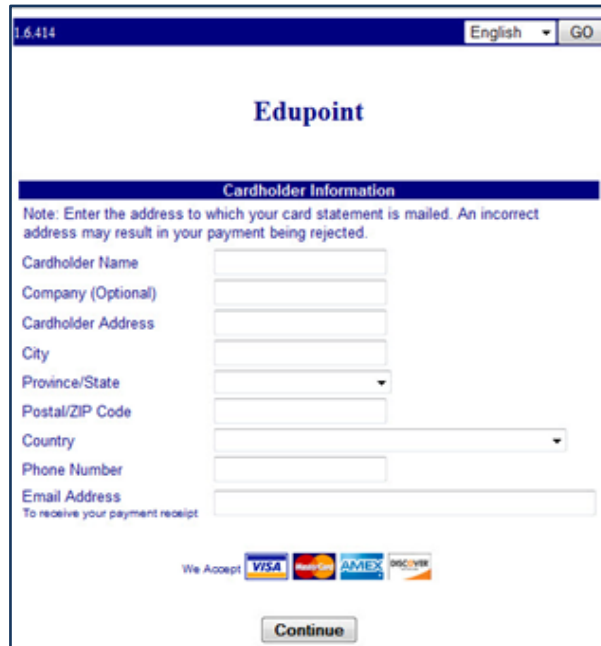 1.6.414 English GO
Edupoint
Cardholder Information
Note: Enter the address to which your card statement is mailed. An incorrect
address may result in your payment being rejected.
Cardholder Name
Company (Optional)
Cardholder Address
City
Province/State
Postal/ZIP Code
Country
Phone Number
Email Address
To receive your payment receipt
We Accept VISA MasterCard AMEX DISCOVER
Continue